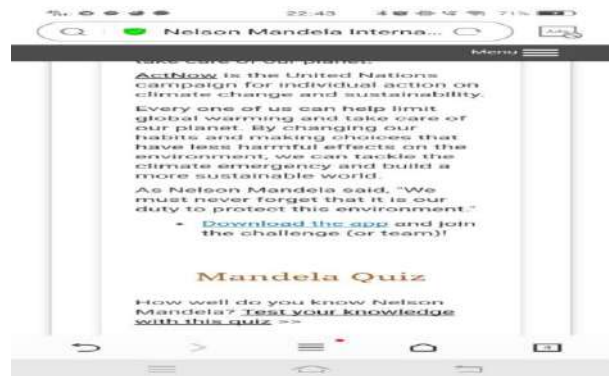 22:43
71%
Nelson Mandela Interna...
Menu
take care of our planet.
ActNow is the United Nations
campaign for individual action on
climate change and sustainability.
Every one of us can help limit
global warming and take care of
our planet. By changing our
habits and making choices that
have less harmful effects on the
environment, we can tackle the
climate emergency and build a
more sustainable world.
As Nelson Mandela said, "We
must never forget that it is our
duty to protect this environment."
• Download the app and join
the challenge (or team)!
Mandela Quiz
How well do you know Nelson
Mandela? Test your knowledge
with this quiz >>